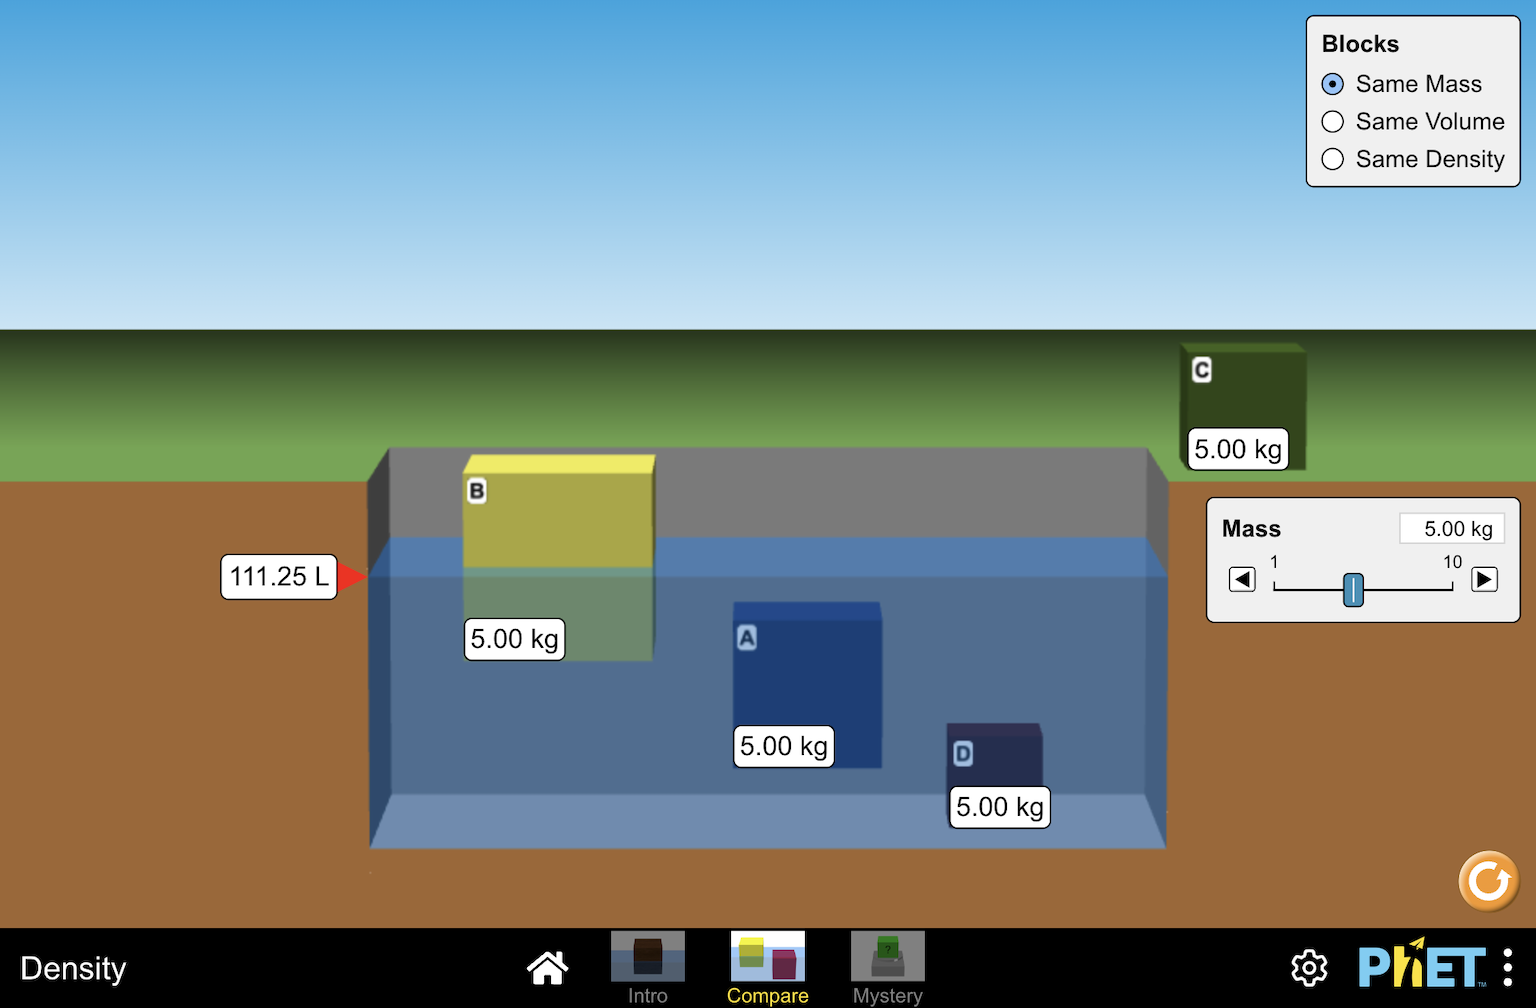 Blocks
Same Mass
Same Volume
Same Density
C
5.00 kg
B
Mass
5.00 kg
1
10
111.25 L
5.00 kg
A
5.00 kg
D
5.00 kg
Density
Intro
Compare
?
Mystery
PhET™